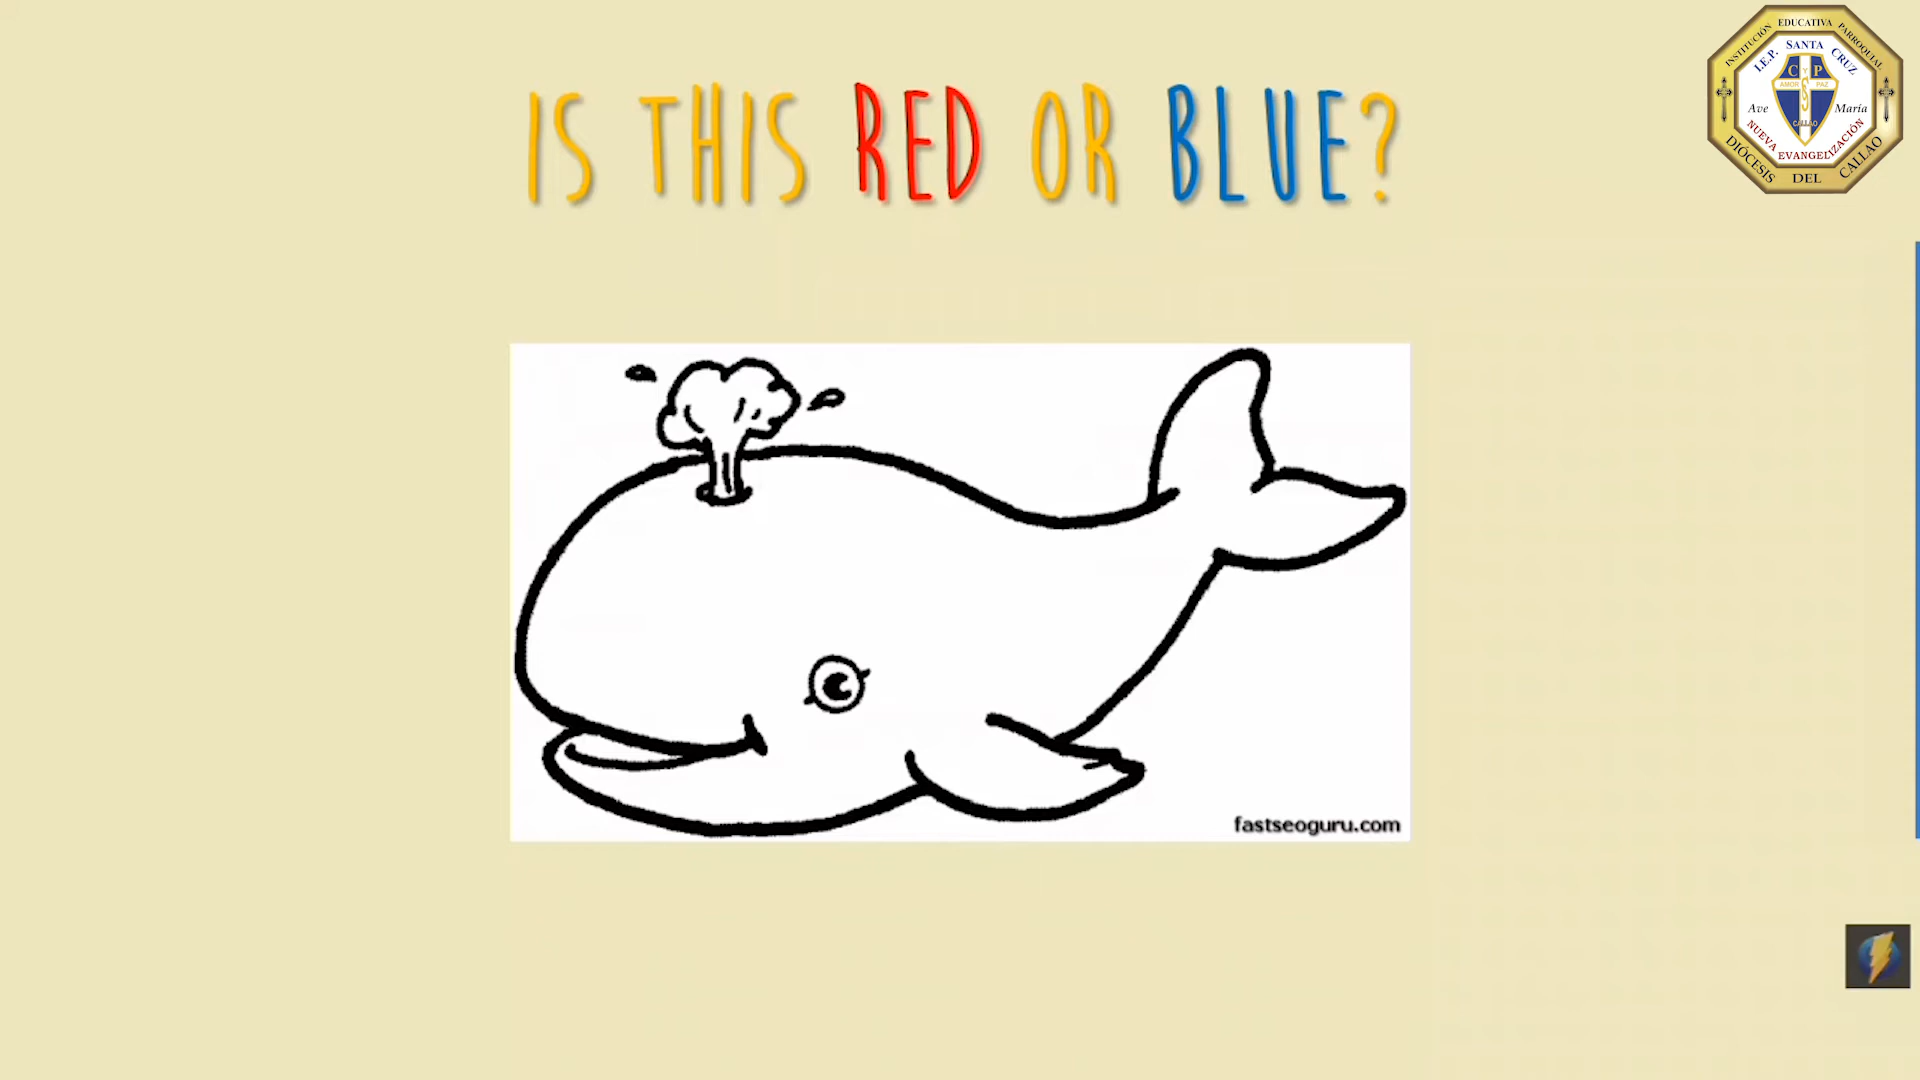 IS THIS RED OR BLUE?
INSTITUCIÓN EDUCATIVA PARROQUIAL
I.E.P. SANTA CRUZ
C Y P
AMOR PAZ
S
Ave María
CALLAO
NUEVA EVANGELIZACIÓN
DIÓCESIS DEL CALLAO
fastseoguru.com